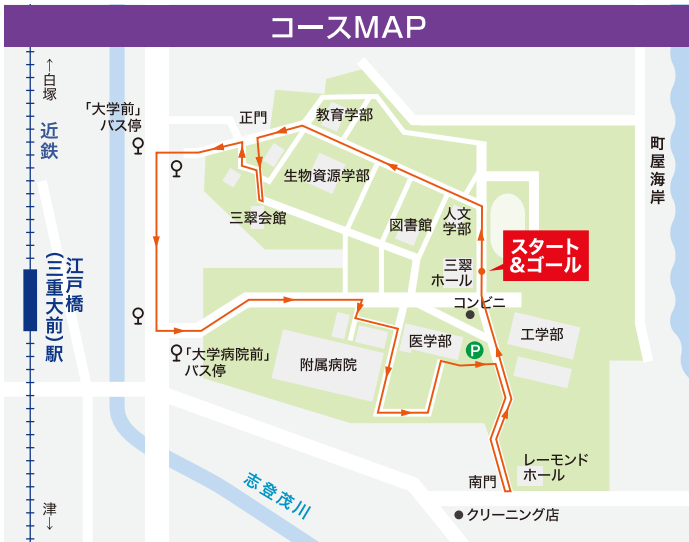 コースMAP
↑
白塚
「大学前」
バス停
近鉄
正門
教育学部
町屋海岸
生物資源学部
三翠会館
図書館
人文
学部
スタート
&ゴール
三翠
ホール
江戸橋
(三重大前)駅
コンビニ
工学部
医学部
P
「大学病院前」
バス停
附属病院
レーモンド
ホール
南門
志登茂川
クリーニング店
津
↓